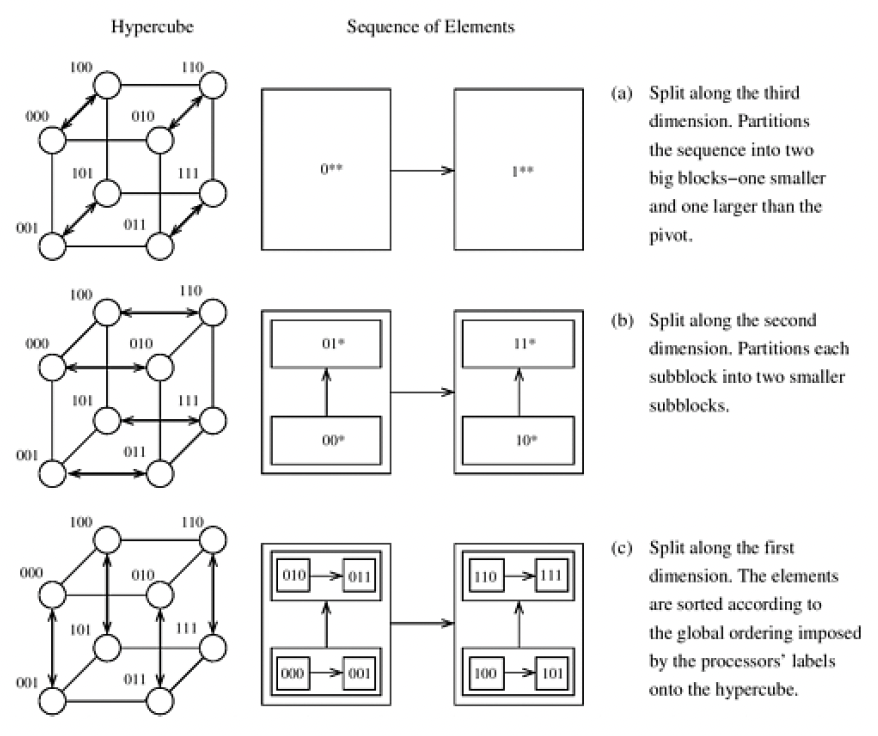 Hypercube
Sequence of Elements
100
110
000
010
101
111
001
011
0**
1**
(a) Split along the third
dimension. Partitions
the sequence into two
big blocks−one smaller
and one larger than the
pivot.
100
110
000
010
101
111
001
011
01*
11*
00*
10*
(b) Split along the second
dimension. Partitions each
subblock into two smaller
subblocks.
100
110
000
010
101
111
001
011
010
011
110
111
000
001
100
101
(c) Split along the first
dimension. The elements
are sorted according to
the global ordering imposed
by the processors' labels
onto the hypercube.